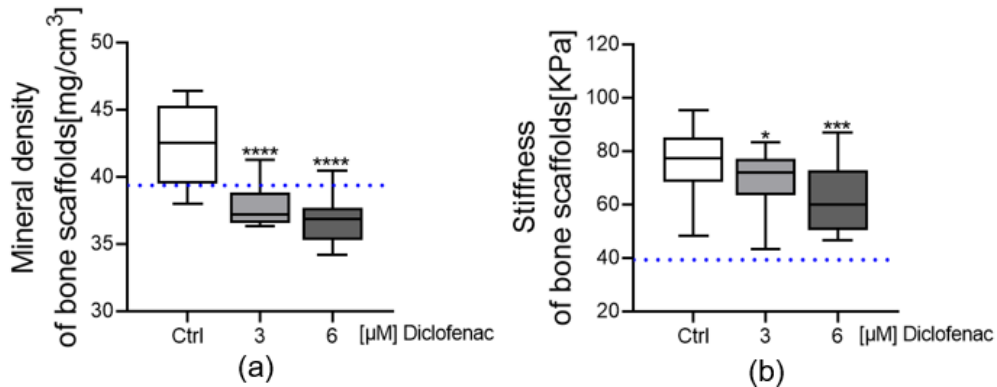 Mineral density
of bone scaffolds[mg/cm³]
50
45
40
35
30
****
****
Ctrl 3 6 [µM] Diclofenac
(a)
Stiffness
of bone scaffolds[KPa]
120
100
80
60
40
20
*
***
Ctrl 3 6 [µM] Diclofenac
(b)